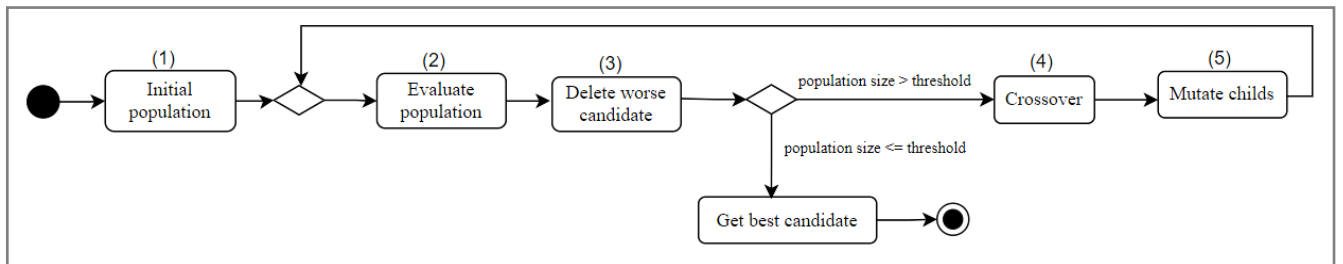 (1)
Initial
population
(2)
Evaluate
population
(3)
Delete worse
candidate
population size > threshold
population size <= threshold
(4)
Crossover
(5)
Mutate childs
Get best candidate